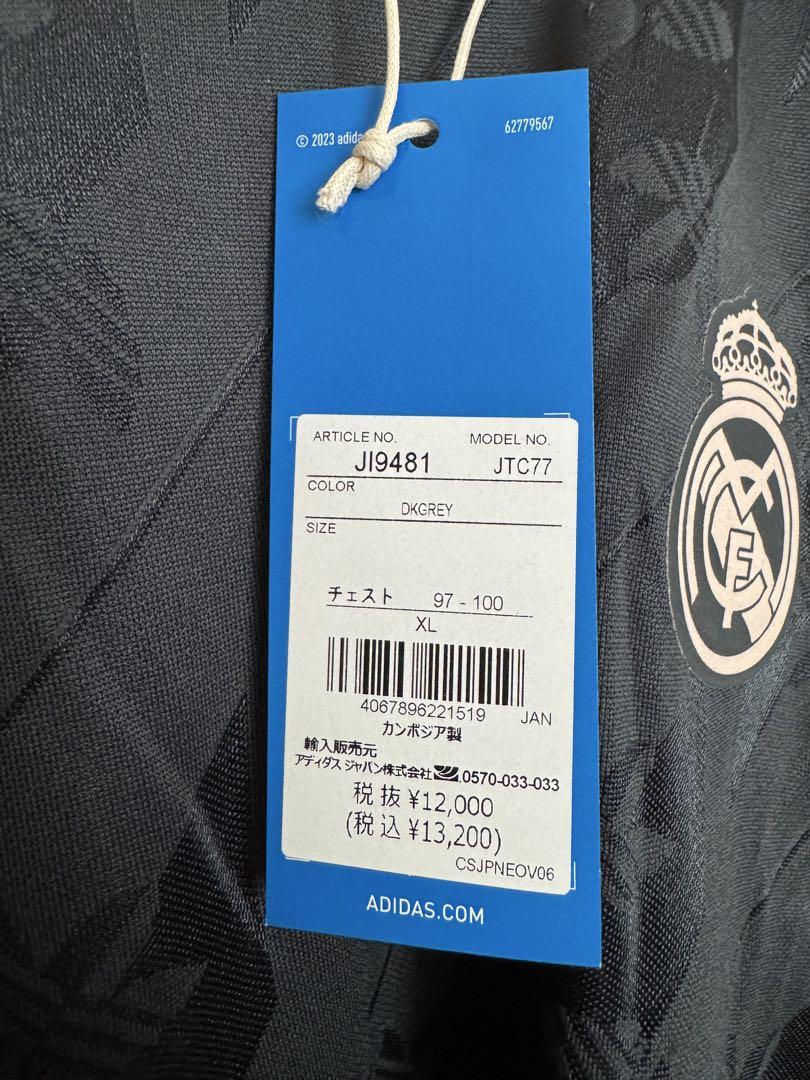 © 2023 adidas
62779567
ARTICLE NO. MODEL NO.
JI9481 JTC77
COLOR
DKGREY
SIZE
チェスト 97 - 100
XL
4067896221519 JAN
カンボジア製
輸入販売元
アディダス ジャパン株式会社 0570-033-033
税 抜 ¥12,000
(税 込 ¥13,200)
CSJPNEOV06
ADIDAS.COM